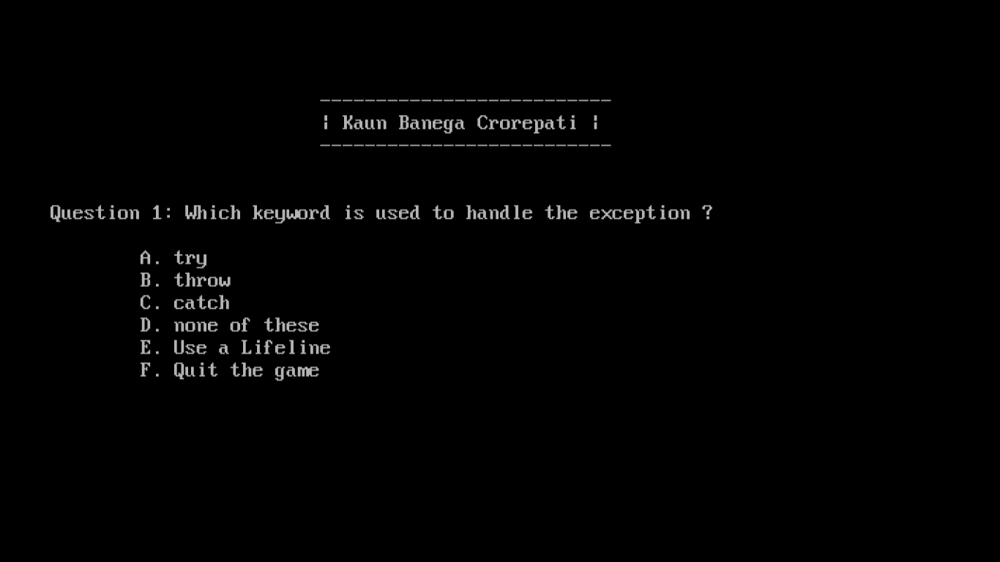 --------------------------
¦ Kaun Banega Crorepati ¦
--------------------------
Question 1: Which keyword is used to handle the exception ?
A. try
B. throw
C. catch
D. none of these
E. Use a Lifeline
F. Quit the game